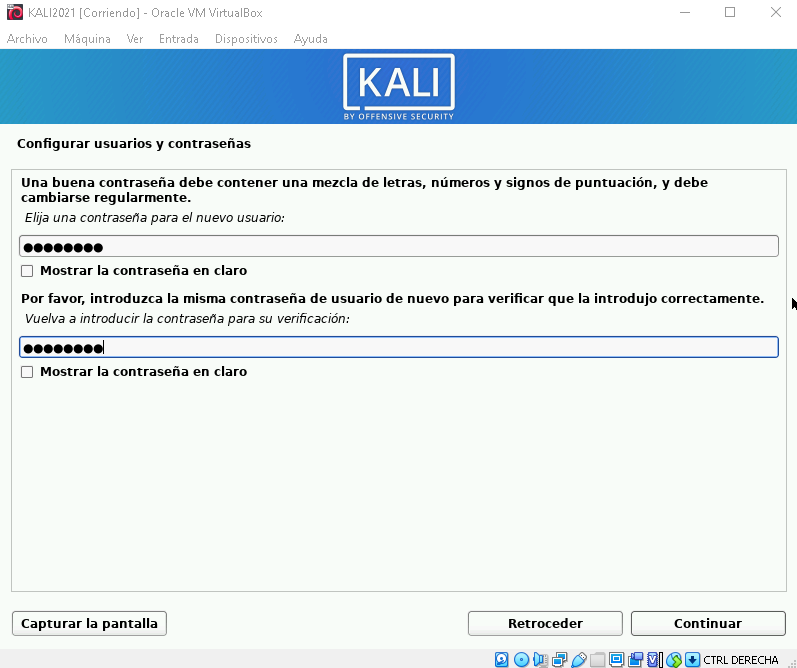 KALI2021 [Corriendo] - Oracle VM VirtualBox
Archivo Máquina Ver Entrada Dispositivos Ayuda
KALI
BY OFFENSIVE SECURITY
Configurar usuarios y contraseñas
Una buena contraseña debe contener una mezcla de letras, números y signos de puntuación, y debe
cambiarse regularmente.
Elija una contraseña para el nuevo usuario:
●●●●●●●●
Mostrar la contraseña en claro
Por favor, introduzca la misma contraseña de usuario de nuevo para verificar que la introdujo correctamente.
Vuelva a introducir la contraseña para su verificación:
●●●●●●●●
Mostrar la contraseña en claro
Capturar la pantalla Retroceder Continuar
CTRL DERECHA